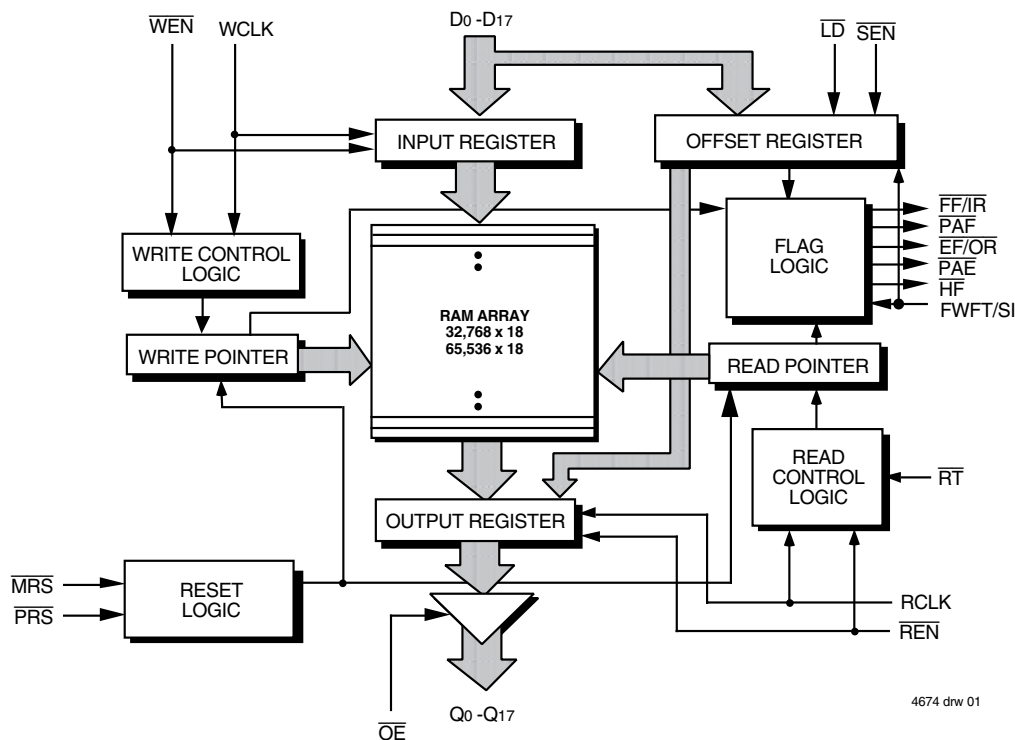 WEN WCLK D0 -D17 LD SEN
INPUT REGISTER OFFSET REGISTER
WRITE CONTROL
LOGIC
FLAG
LOGIC
FF/IR
PAF
EF/OR
PAE
HF
FWFT/SI
RAM ARRAY
32,768 x 18
65,536 x 18
WRITE POINTER READ POINTER
READ
CONTROL
LOGIC
RT
OUTPUT REGISTER
MRS
PRS
RESET
LOGIC
RCLK
REN
OE
Q0 -Q17
4674 drw 01